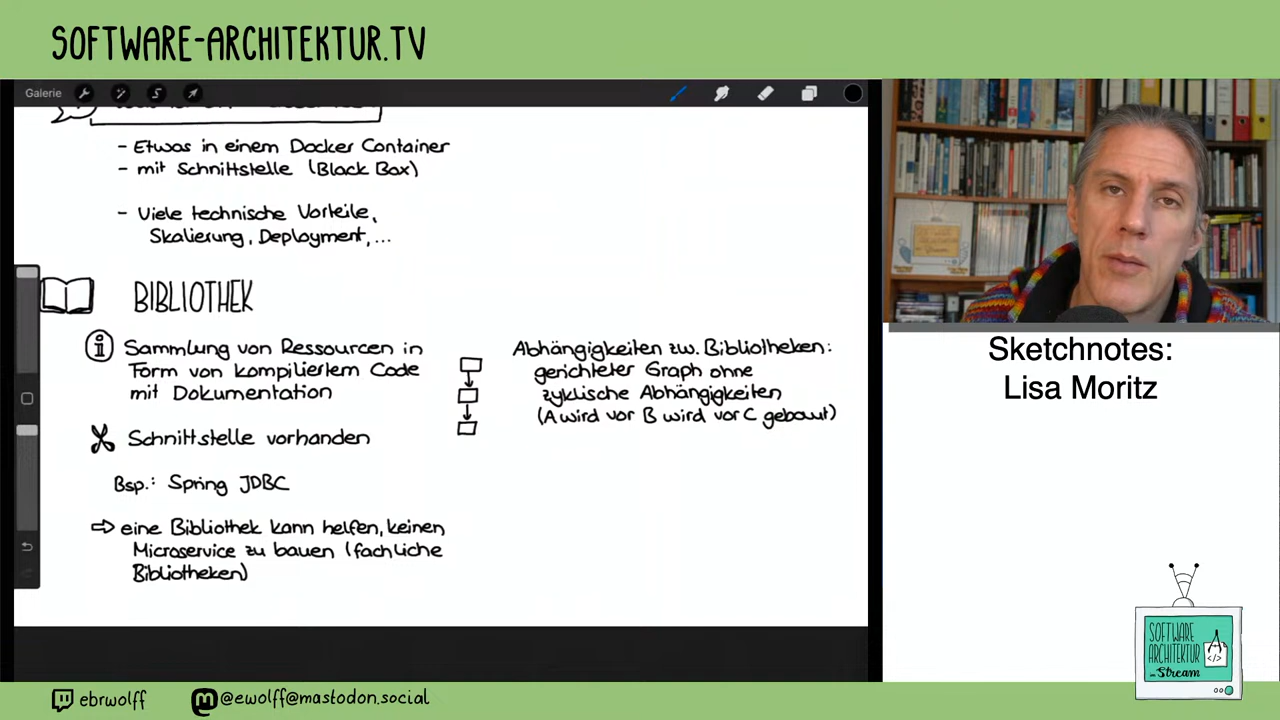 SOFTWARE-ARCHITEKTUR.TV
Galerie
- Etwas in einem Docker Container
- mit Schnittstelle (Black Box)
- Viele technische Vorteile,
Skalierung, Deployment, ...
BIBLIOTHEK
i Sammlung von Ressourcen in
Form von kompiliertem Code
mit Dokumentation
Schnittstelle vorhanden
Bsp.: Spring JDBC
⇒ eine Bibliothek kann helfen, keinen
Microservice zu bauen (fachliche
Bibliotheken)
Abhängigkeiten zw. Bibliotheken:
gerichteter Graph ohne
zyklische Abhängigkeiten
(A wird vor B wird vor C gebaut)
Sketchnotes:
Lisa Moritz
SOFTWARE
ARCHITEKTUR
im Stream
</>
ebrwolff
@ewolff@mastodon.social